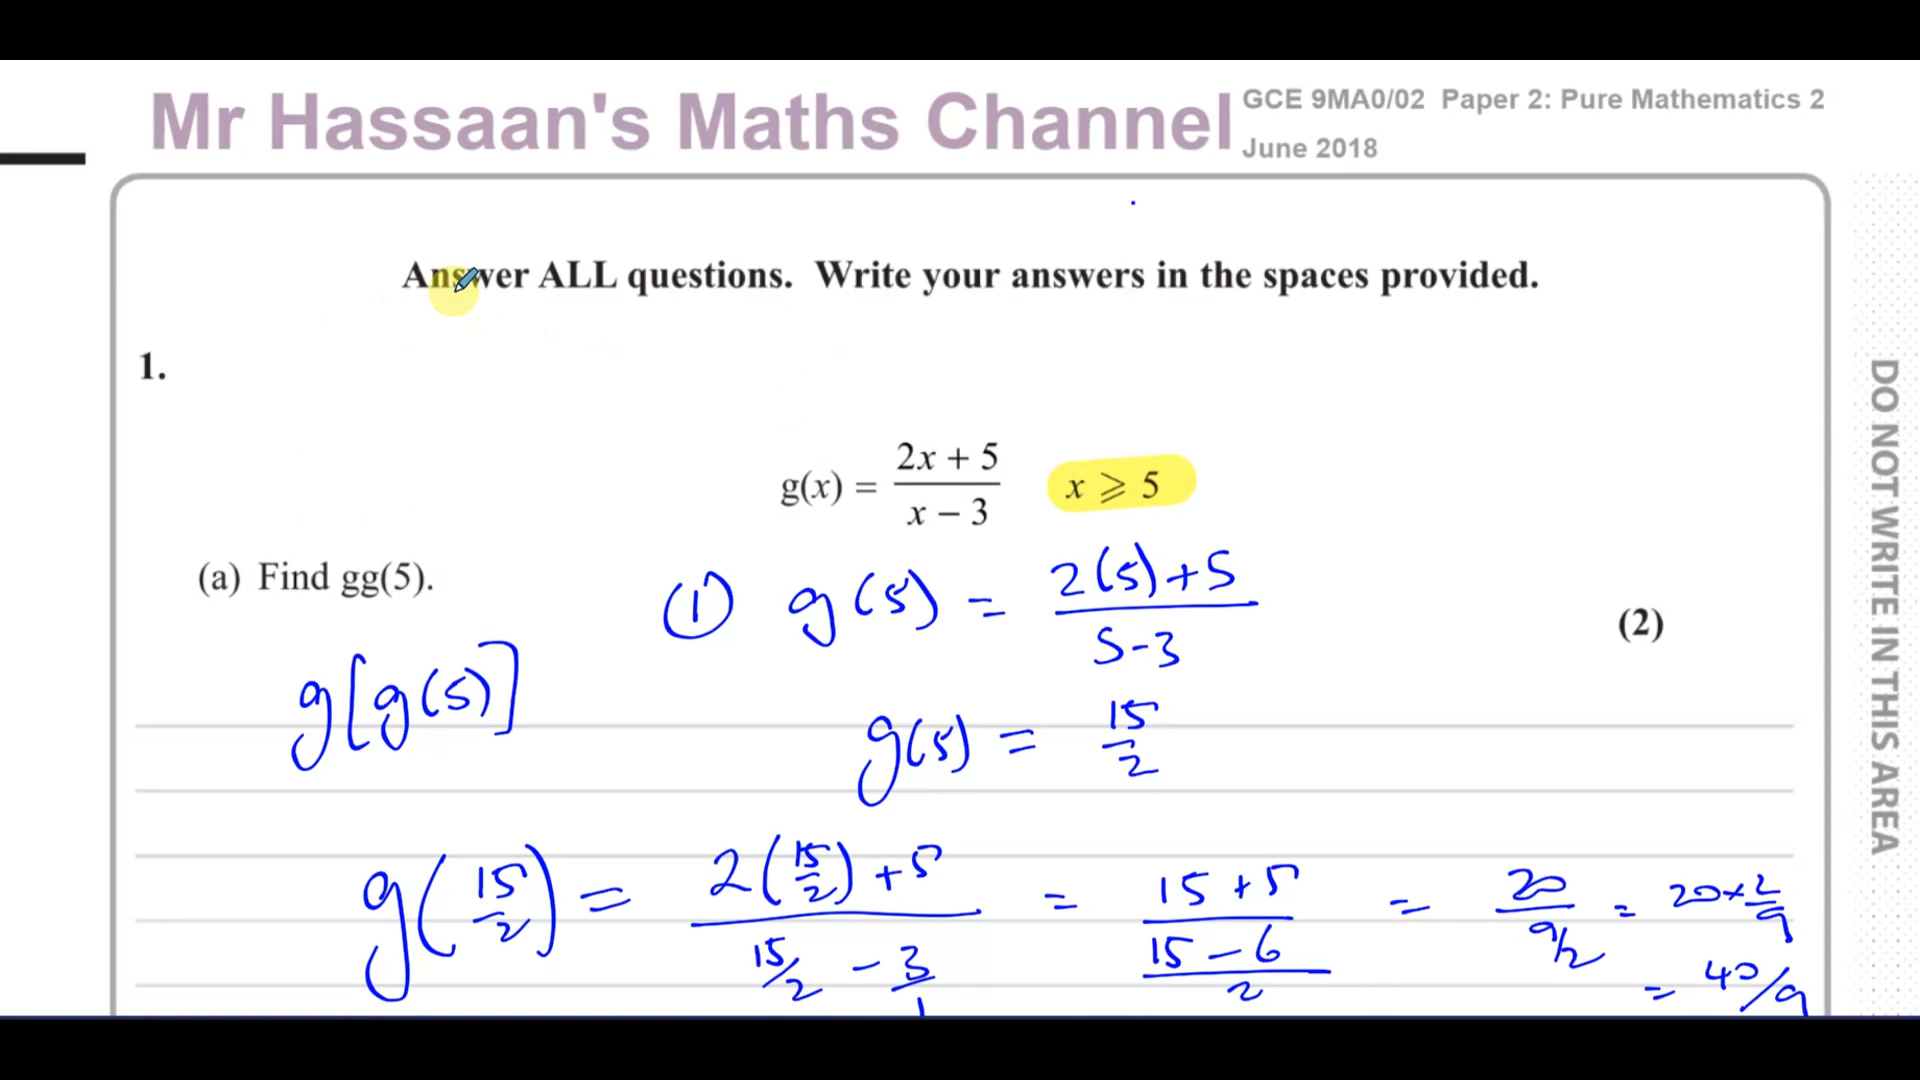 Mr Hassaan's Maths Channel
GCE 9MA0/02 Paper 2: Pure Mathematics 2
June 2018
Answer ALL questions. Write your answers in the spaces provided.
1.
g(x) = (2x + 5)/(x − 3) x ⩾ 5
(a) Find gg(5).
(2)
① g(5) = (2(5)+5)/(5-3)
g[g(5)]
g(5) = 15/2
g(15/2) = (2(15/2)+5)/(15/2 - 3/1) = (15+5)/((15-6)/2) = 20/(9/2) = 20×2/9
= 40/9
DO NOT WRITE IN THIS AREA